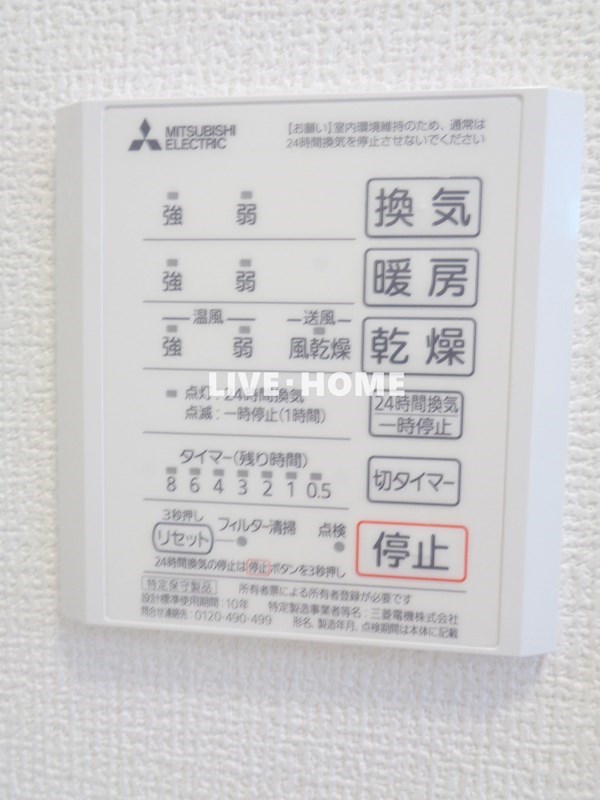 MITSUBISHI
ELECTRIC
【お願い】室内環境維持のため、通常は
24時間換気を停止させないでください
強 弱 換気
強 弱 暖房
温風 送風
強 弱 風乾燥 乾燥
LIVE・HOME
点灯：24時間換気
点滅：一時停止(1時間)
24時間換気
一時停止
タイマー(残り時間)
8 6 4 3 2 1 0.5
切タイマー
3秒押し
リセット フィルター清掃 点検
停止
24時間換気の停止は停止ボタンを3秒押し
特定保守製品 所有者票による所有者登録が必要です
設計標準使用期間：10年 特定製造事業者等名：三菱電機株式会社
問合せ連絡先：0120-490-499 形名、製造年月、点検期間は本体に記載